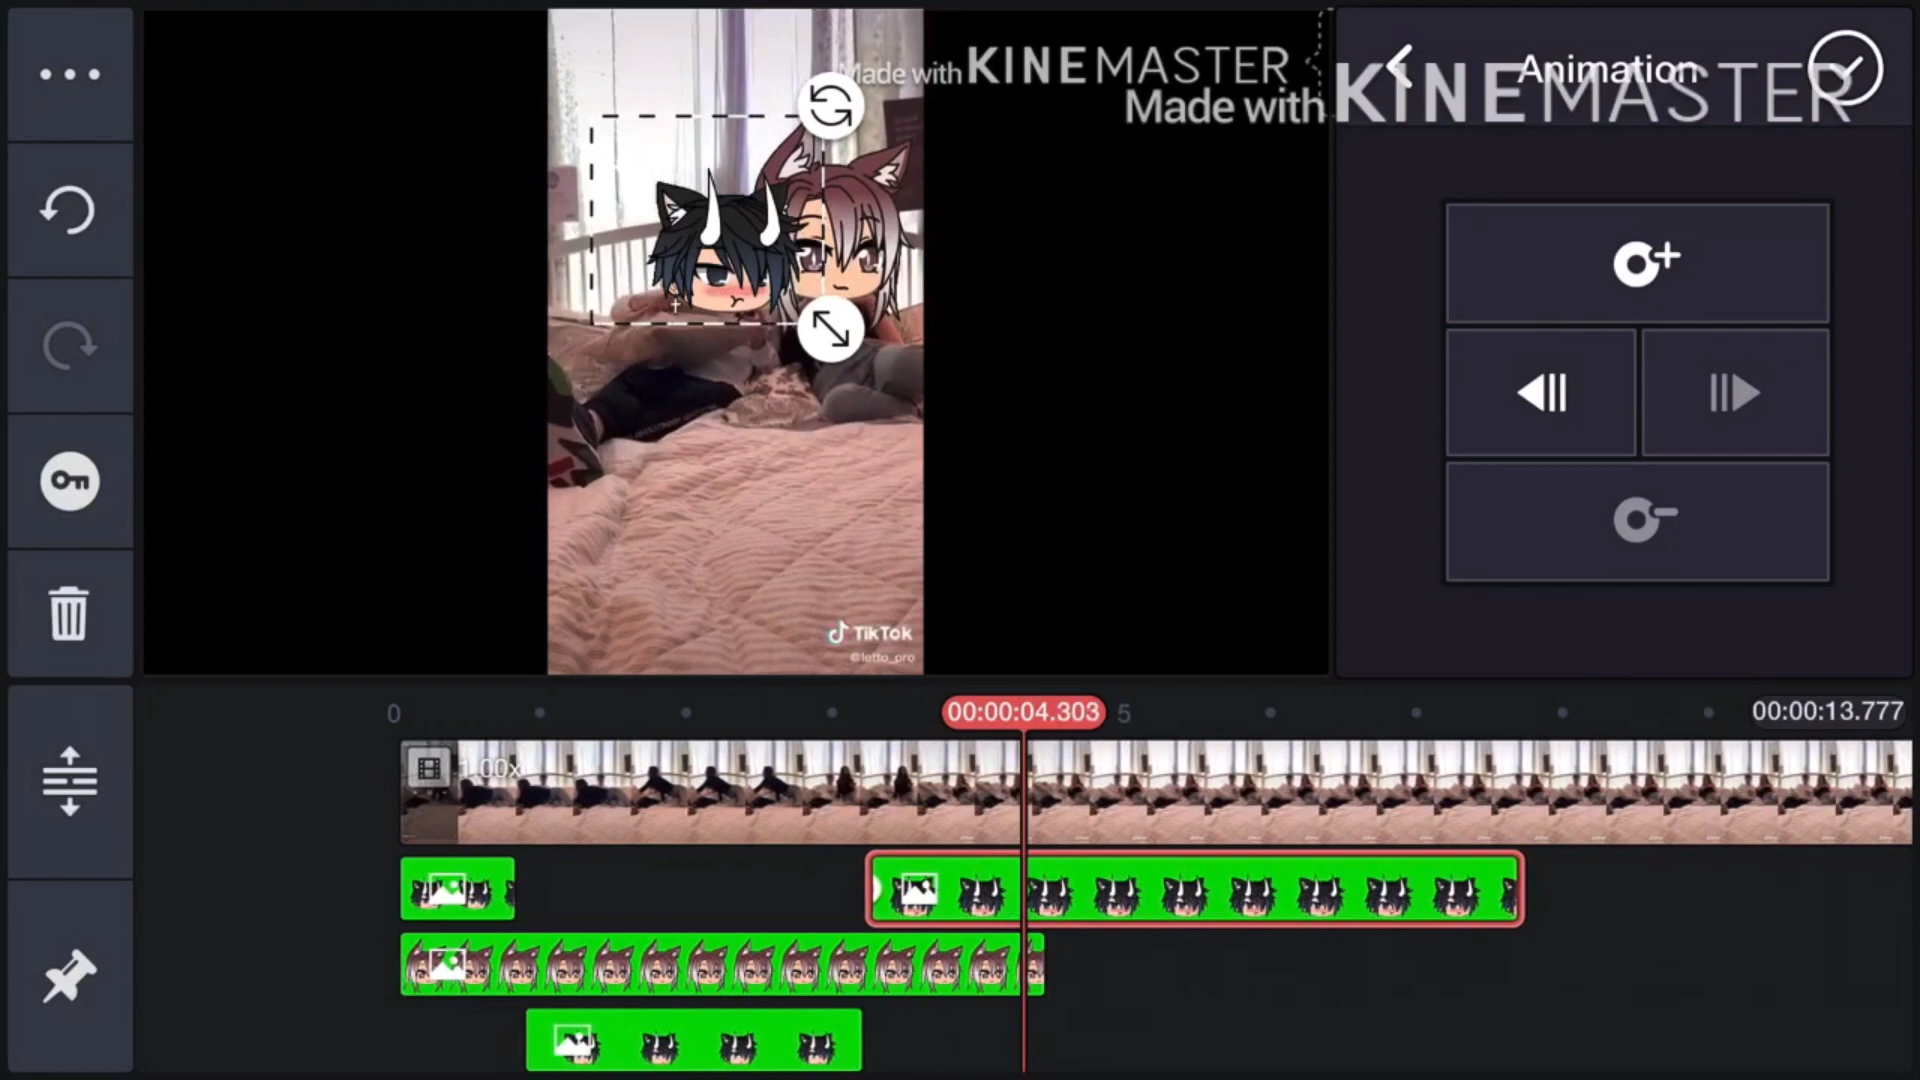 Made with KINEMASTER
Animation
Made with KINEMASTER
TikTok
@letto_pro
0
00:00:04.303
5
00:00:13.777
1.00x